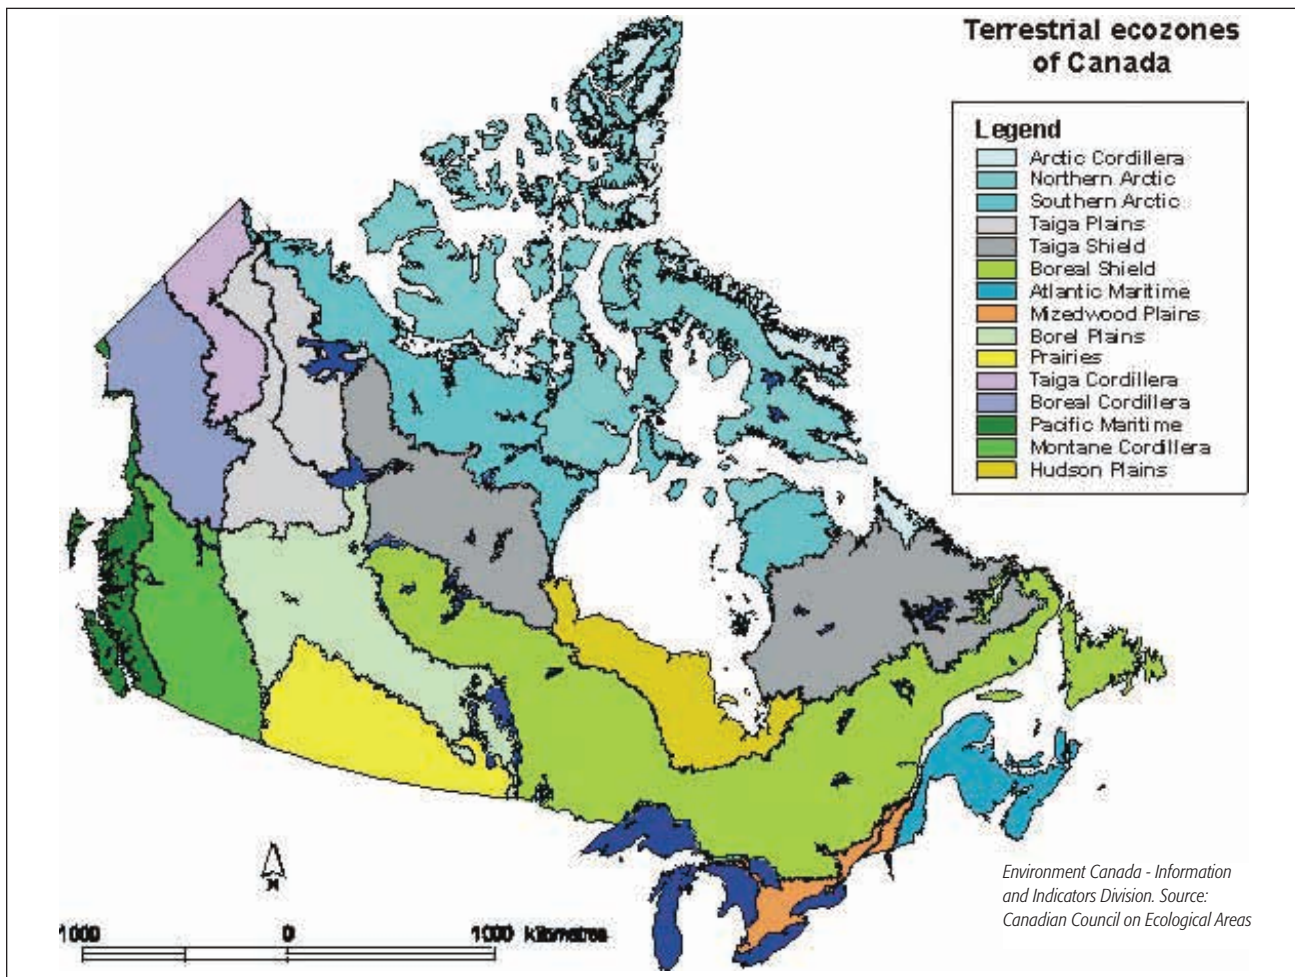 Terrestrial ecozones
of Canada
Legend
Arctic Cordillera
Northern Arctic
Southern Arctic
Taiga Plains
Taiga Shield
Boreal Shield
Atlantic Maritime
Mizedwood Plains
Borel Plains
Prairies
Taiga Cordillera
Boreal Cordillera
Pacific Maritime
Montane Cordillera
Hudson Plains
N
Environment Canada - Information
and Indicators Division. Source:
Canadian Council on Ecological Areas
1000 0 1000 kilometres